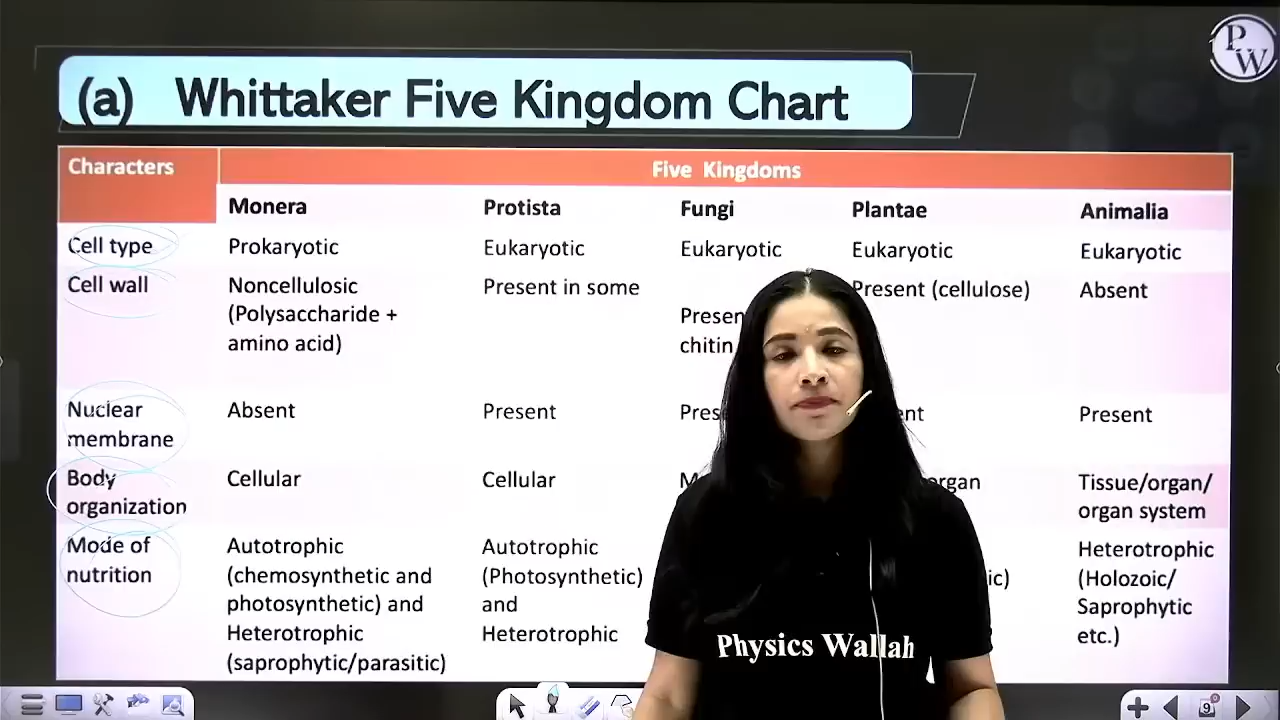 PW
(a) Whittaker Five Kingdom Chart
Characters
Five Kingdoms
Monera Protista Fungi Plantae Animalia
Cell type Prokaryotic Eukaryotic Eukaryotic Eukaryotic Eukaryotic
Cell wall Noncellulosic Present in some Present (cellulose) Absent
(Polysaccharide +
amino acid)
chitin
Nuclear Absent Present Present
membrane
Body Cellular Cellular organ Tissue/organ/
organization organ system
Mode of Autotrophic Autotrophic Heterotrophic
nutrition (chemosynthetic and (Photosynthetic) (Holozoic/
photosynthetic) and and Saprophytic
Heterotrophic Heterotrophic etc.)
(saprophytic/parasitic)
Physics Wallah
9